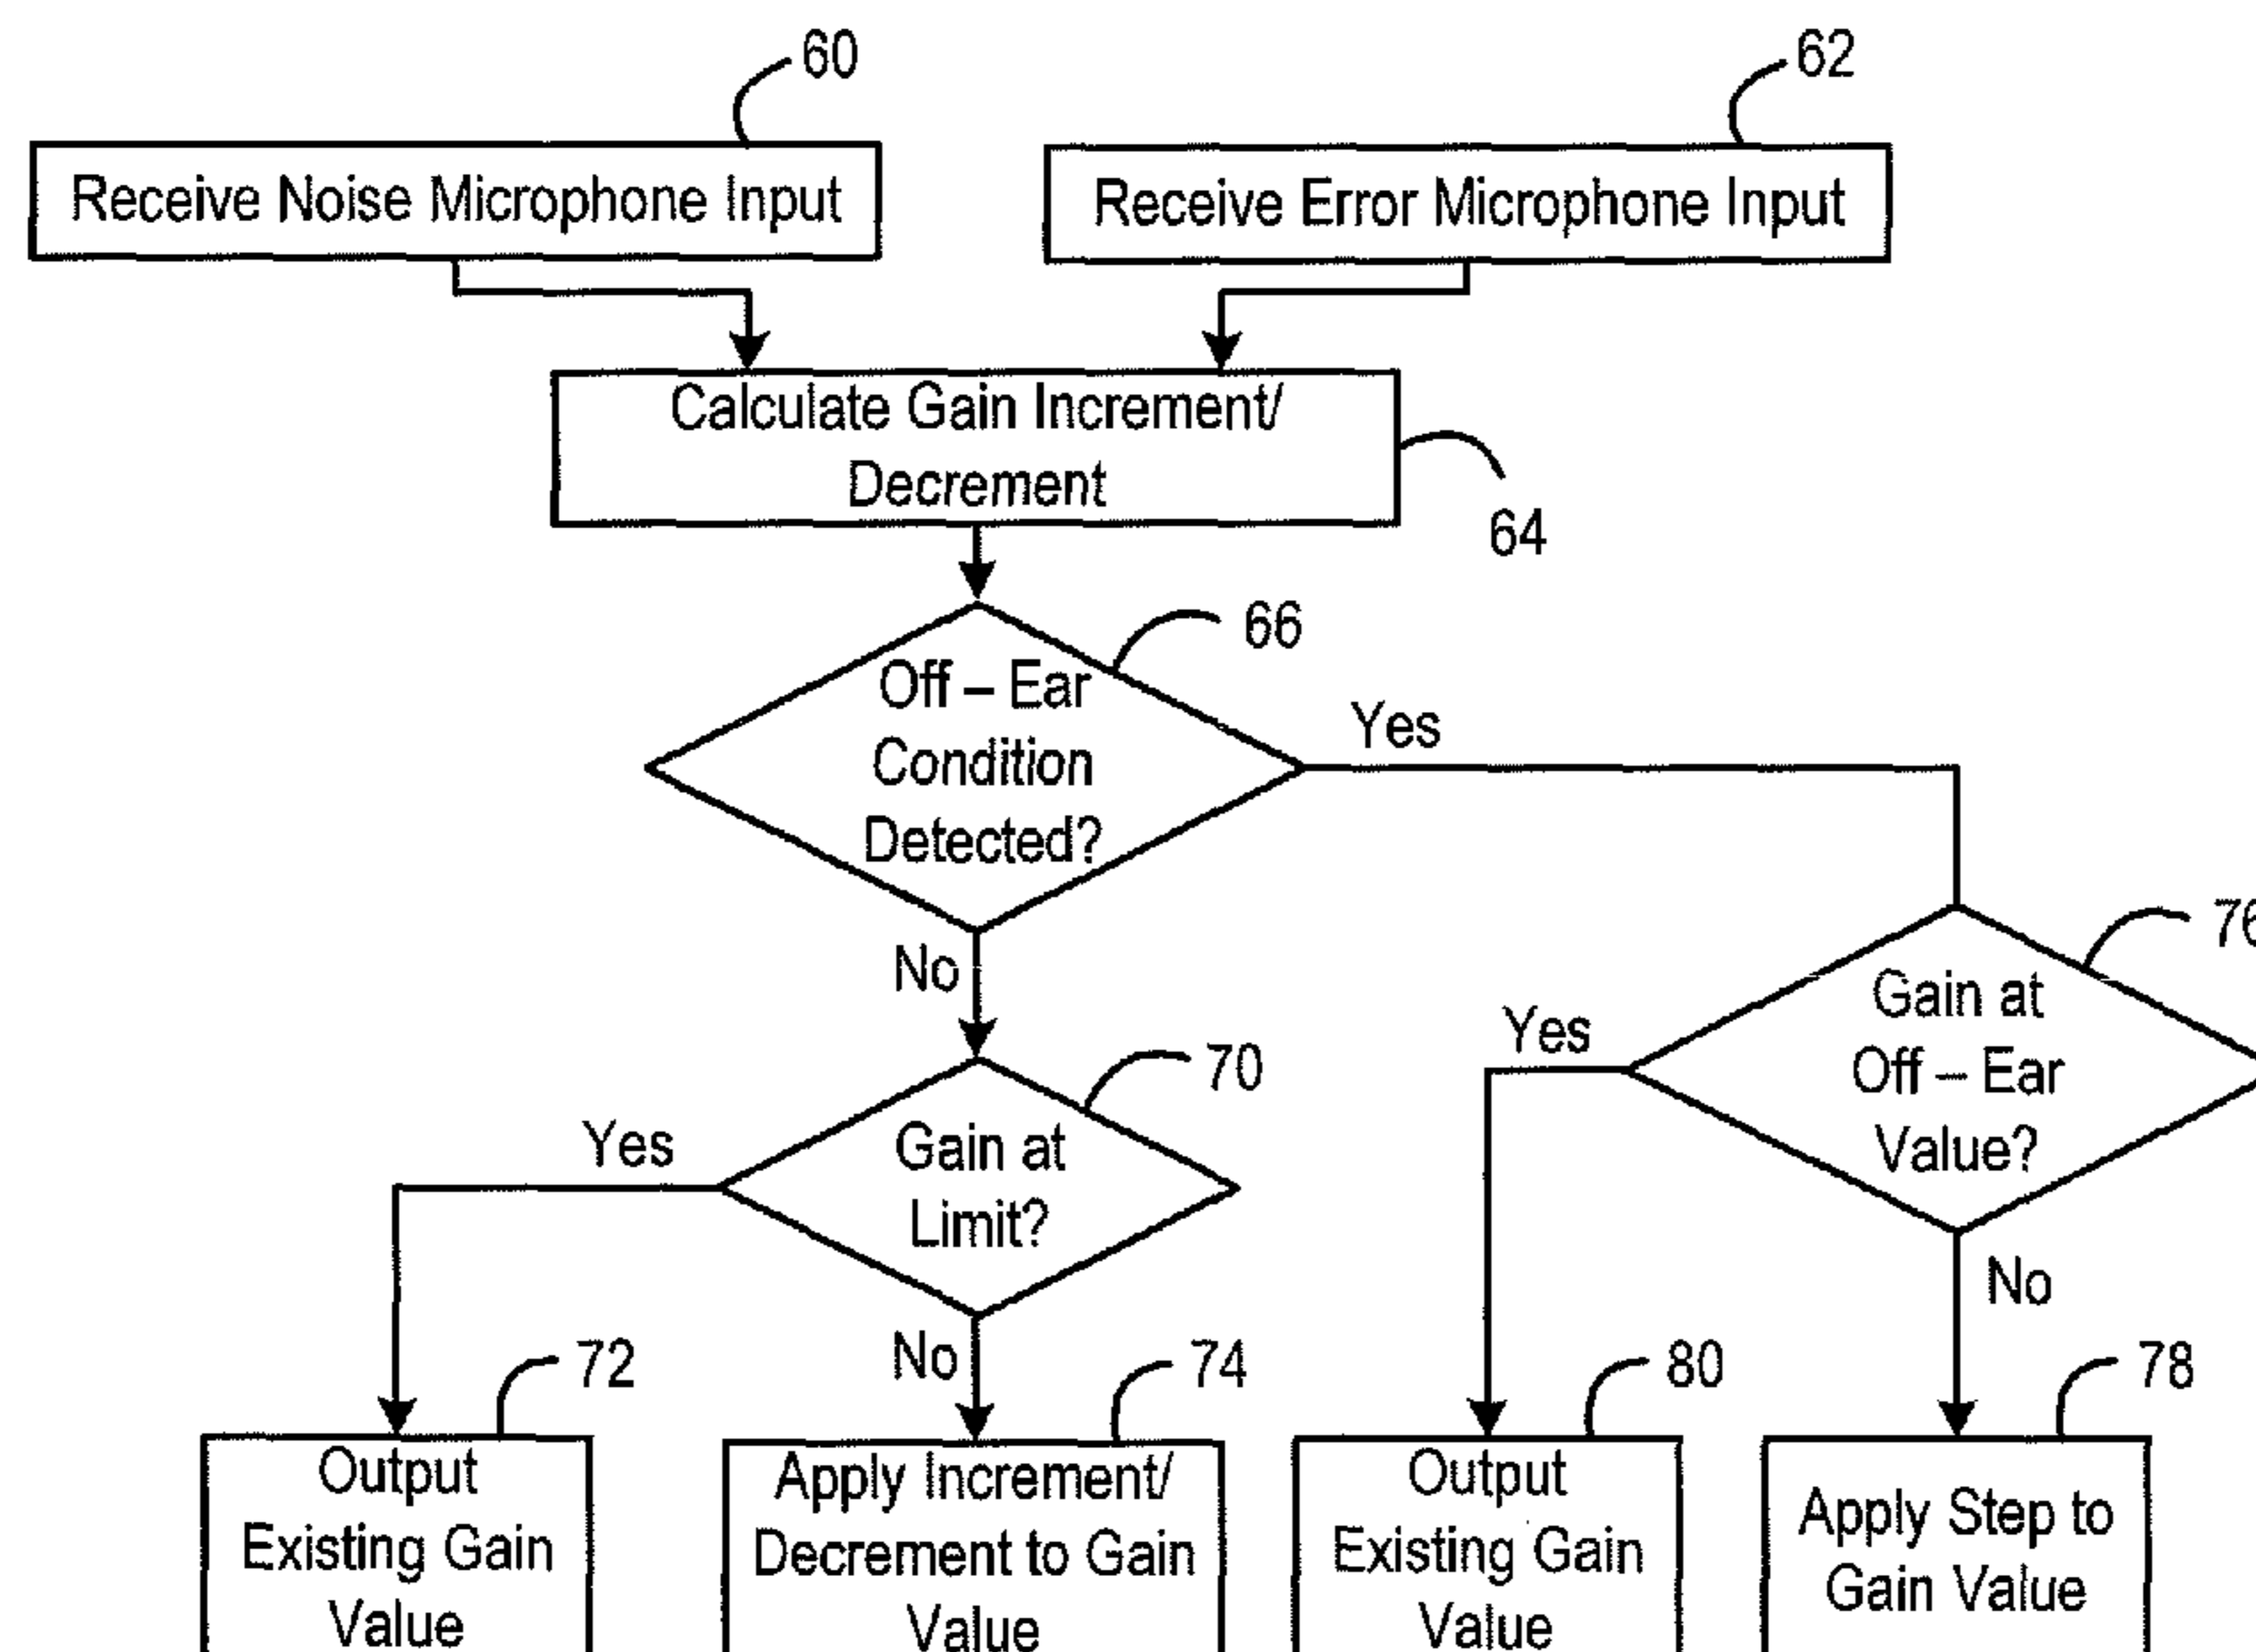 60
62
Receive Noise Microphone Input
Receive Error Microphone Input
Calculate Gain Increment/
Decrement
64
66
Off – Ear
Condition
Detected?
Yes
No
76
Gain at
Off – Ear
Value?
Yes
No
70
Gain at
Limit?
Yes
No
72
74
80
78
Output
Existing Gain
Value
Apply Increment/
Decrement to Gain
Value
Output
Existing Gain
Value
Apply Step to
Gain Value